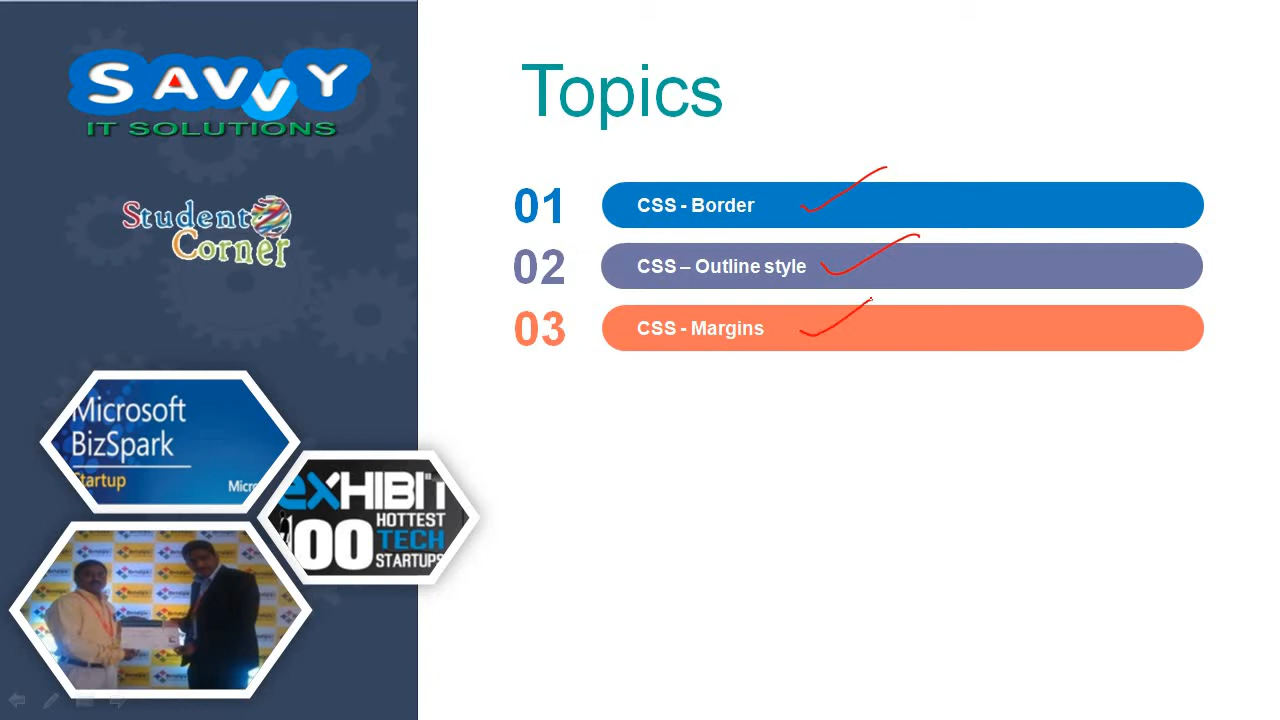 SAVVY
IT SOLUTIONS
Student
Corner
Microsoft
BizSpark
Startup
Micro
EXHIBIT
100
HOTTEST
TECH
STARTUPS
Topics
01 CSS - Border
02 CSS – Outline style
03 CSS - Margins